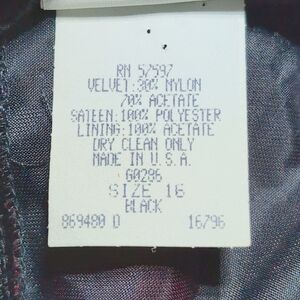 RN 57597
VELVET:30% NYLON
70% ACETATE
SATEEN:100% POLYESTER
LINING:100% ACETATE
DRY CLEAN ONLY
MADE IN U.S.A
G0286
SIZE 16
BLACK
869480 D 16796